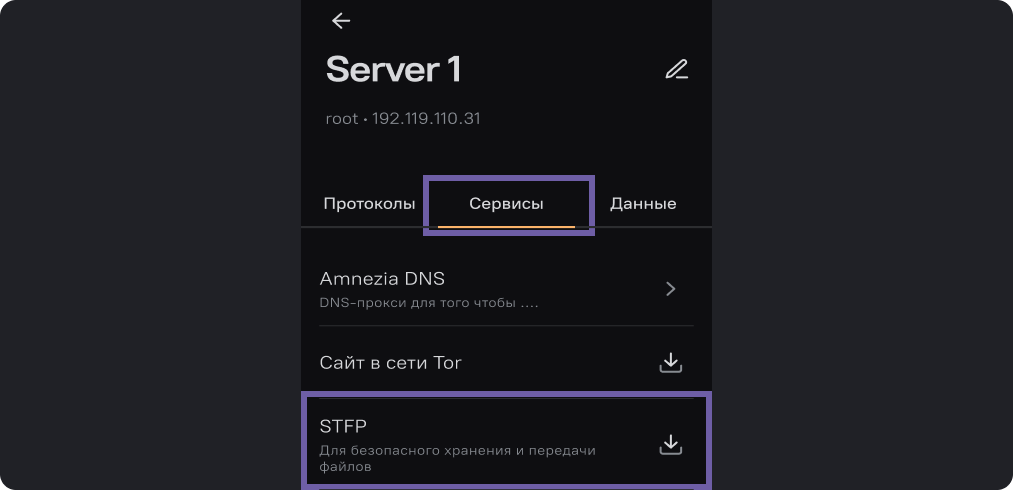 Server 1
root • 192.119.110.31
Протоколы Сервисы Данные
Amnezia DNS
DNS-прокси для того чтобы ....
Сайт в сети Tor
STFP
Для безопасного хранения и передачи
файлов